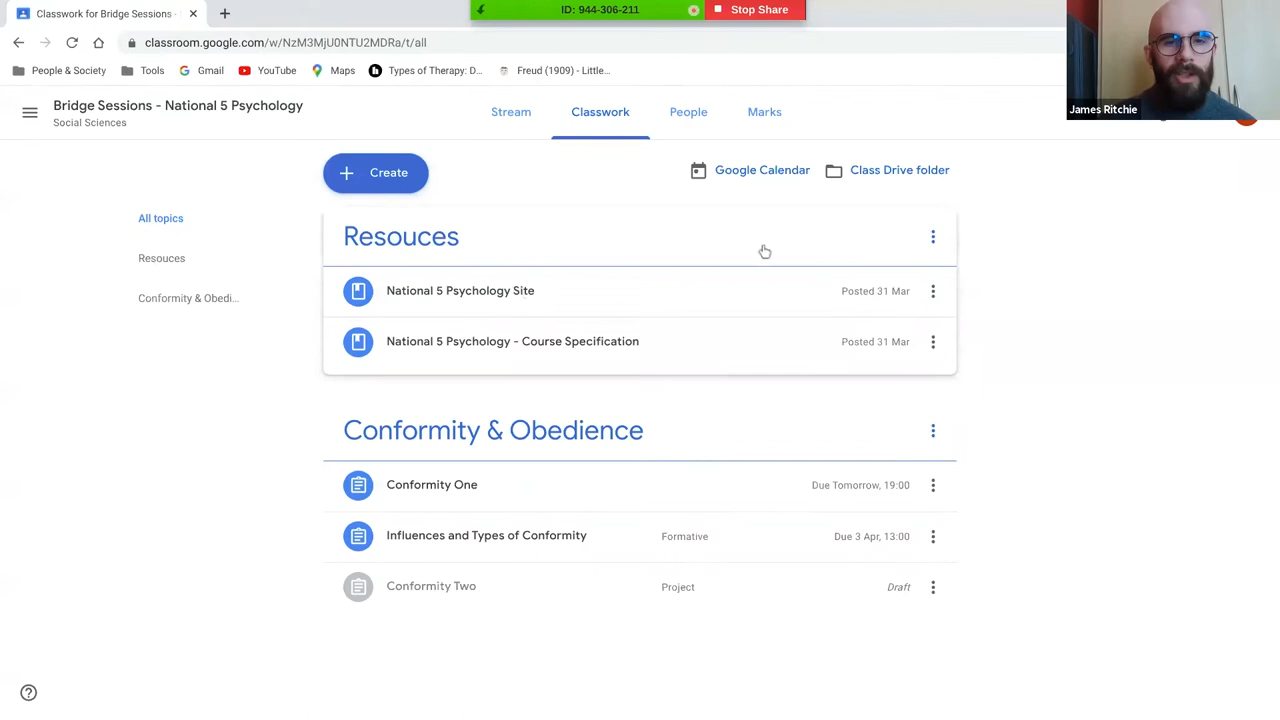 Classwork for Bridge Sessions -
ID: 944-306-211
Stop Share
classroom.google.com/w/NzM3MjU0NTU2MDRa/t/all
People & Society
Tools
Gmail
YouTube
Maps
Types of Therapy: D...
Freud (1909) - Little...
James Ritchie
Bridge Sessions - National 5 Psychology
Social Sciences
Stream
Classwork
People
Marks
Create
Google Calendar
Class Drive folder
All topics
Resouces
Conformity & Obedi...
Resouces
National 5 Psychology Site
Posted 31 Mar
National 5 Psychology - Course Specification
Posted 31 Mar
Conformity & Obedience
Conformity One
Due Tomorrow, 19:00
Influences and Types of Conformity
Formative
Due 3 Apr, 13:00
Conformity Two
Project
Draft